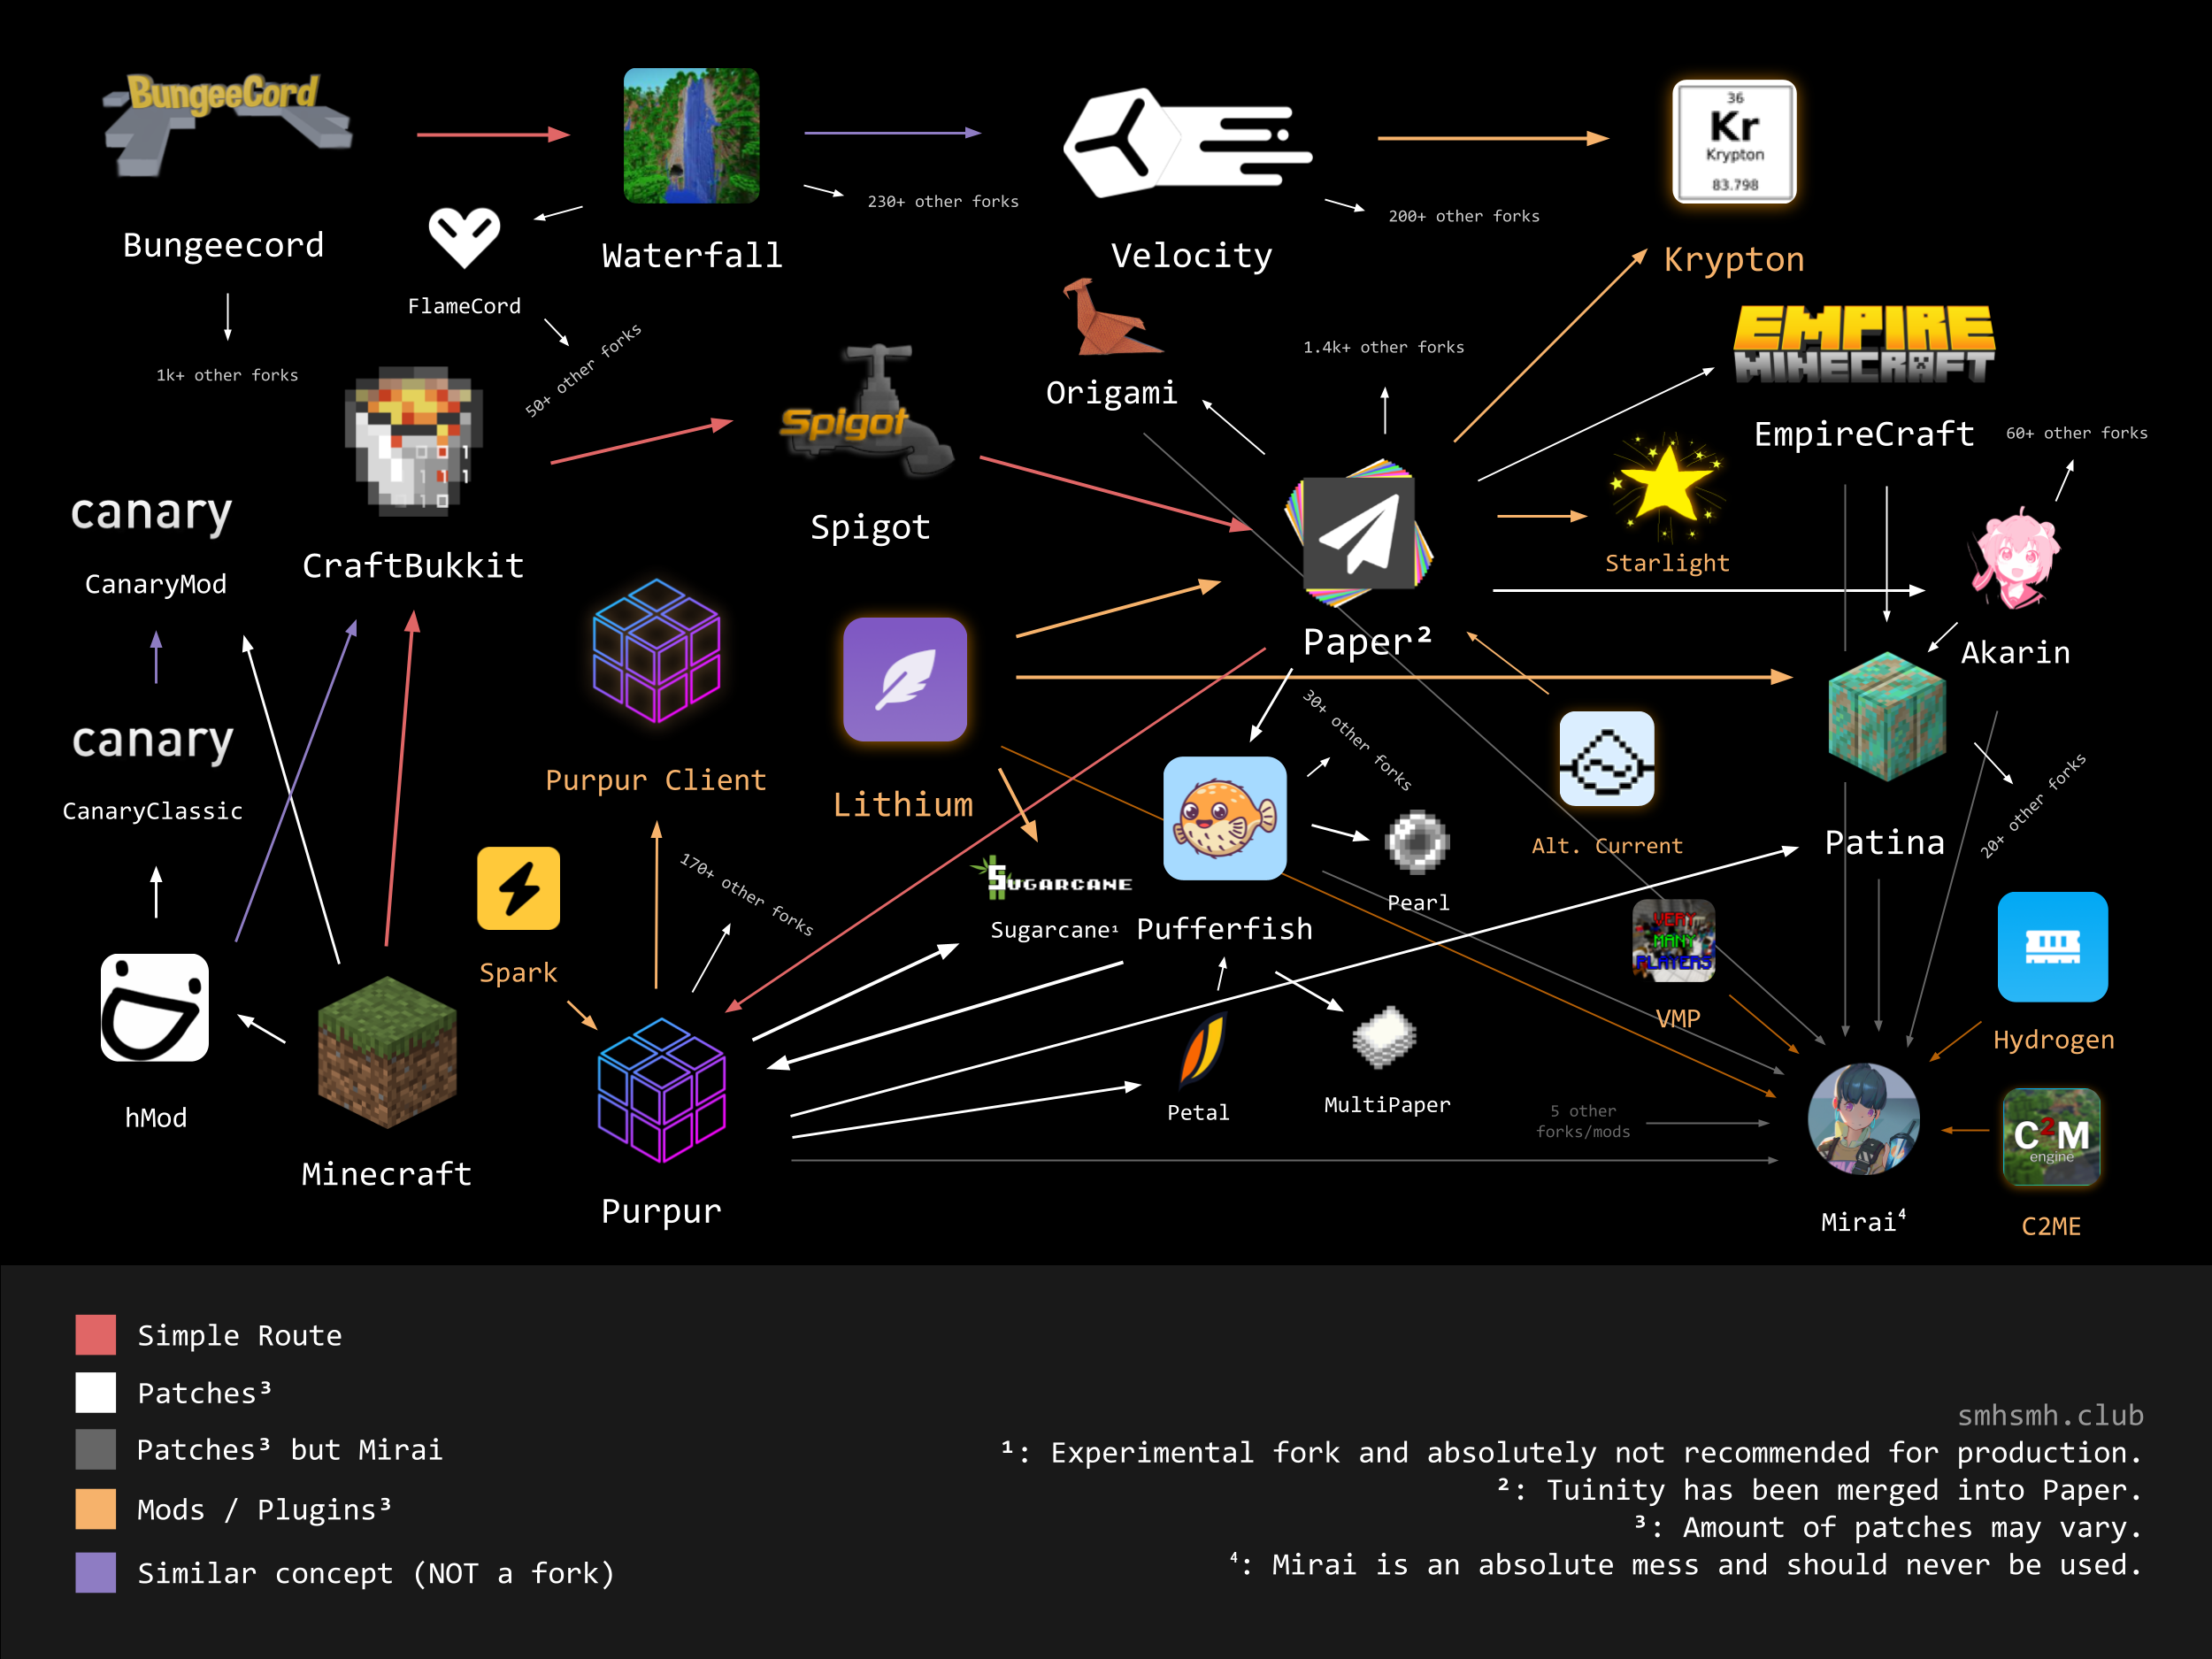 BungeeCord
Bungeecord
1k+ other forks
FlameCord
50+ other forks
Waterfall
230+ other forks
Velocity
200+ other forks
36
Kr
Krypton
83.798
Krypton
Origami
1.4k+ other forks
EMPIRE
MINECRAFT
EmpireCraft
60+ other forks
CraftBukkit
Spigot
Spigot
canary
CanaryMod
canary
CanaryClassic
Starlight
Akarin
Paper²
Purpur Client
Lithium
30+ other forks
Alt. Current
Patina
20+ other forks
170+ other forks
Spark
SUGARCANE
Sugarcane¹
Pufferfish
Pearl
VERY
MANY
PLAYERS
VMP
Hydrogen
hMod
Minecraft
Purpur
Petal
MultiPaper
5 other
forks/mods
Mirai⁴
C²M
engine
C2ME
Simple Route
Patches³
Patches³ but Mirai
Mods / Plugins³
Similar concept (NOT a fork)
smhsmh.club
¹: Experimental fork and absolutely not recommended for production.
²: Tuinity has been merged into Paper.
³: Amount of patches may vary.
⁴: Mirai is an absolute mess and should never be used.